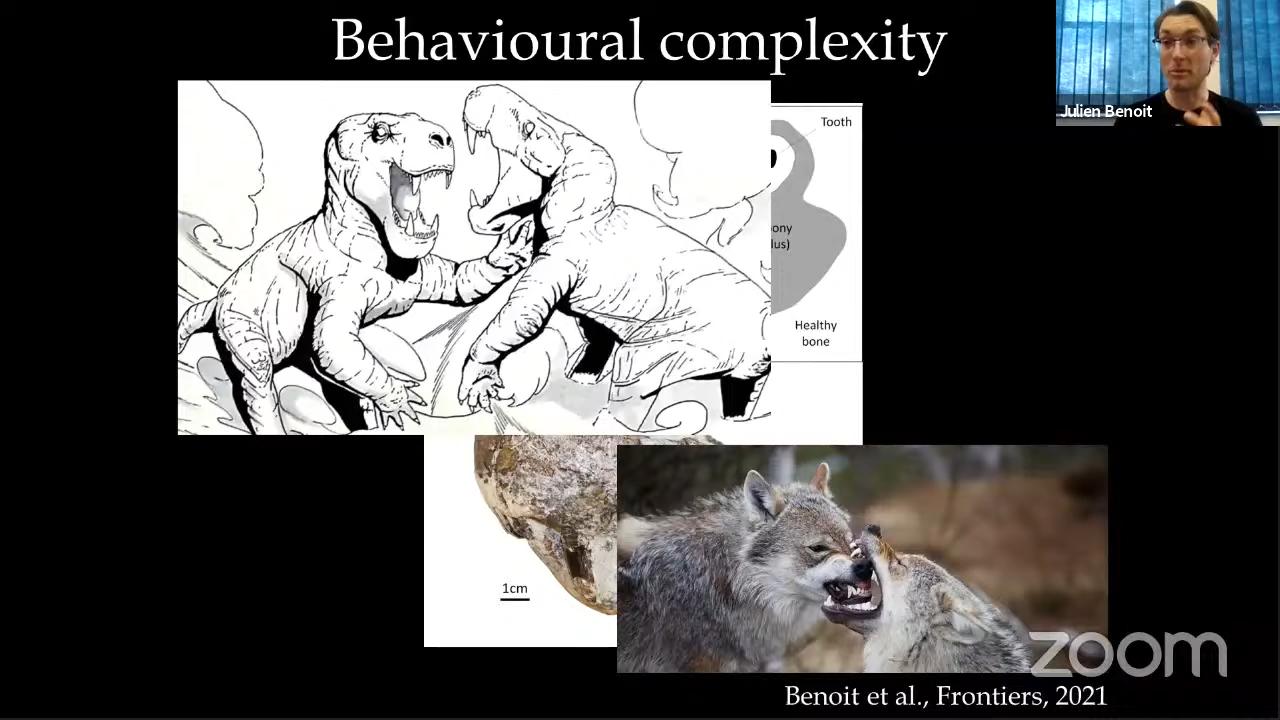 Behavioural complexity
Julien Benoit
Tooth
Healthy
bone
1cm
zoom
Benoit et al., Frontiers, 2021